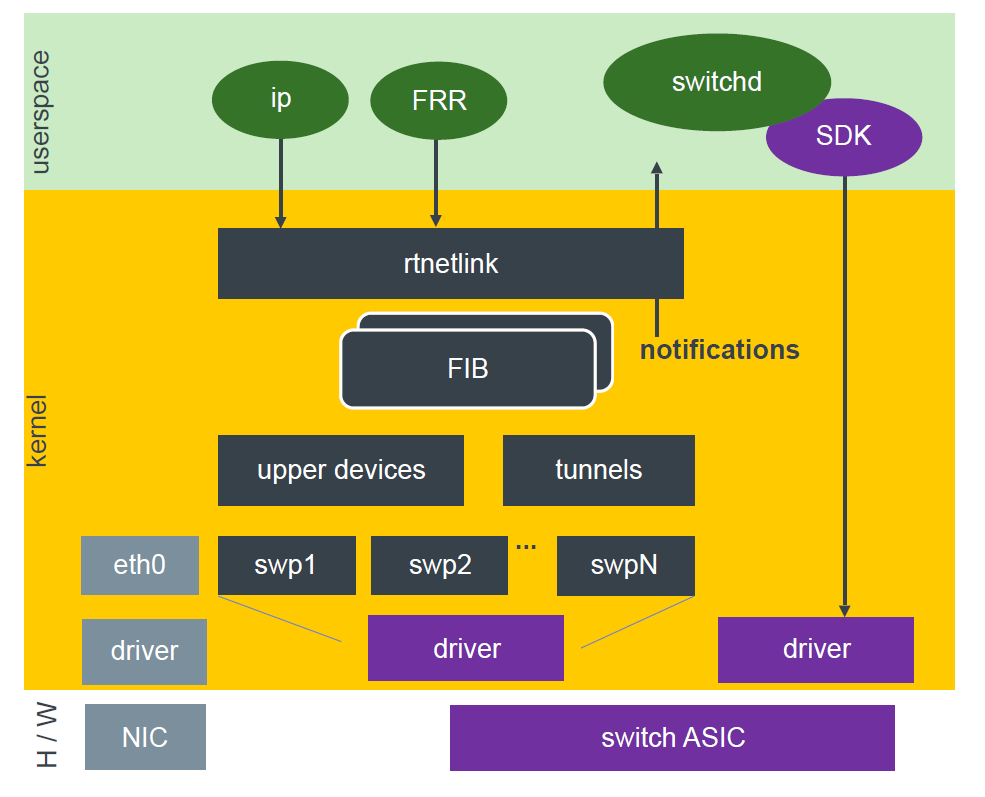 userspace
ip
FRR
switchd
SDK
kernel
rtnetlink
FIB
notifications
upper devices
tunnels
eth0
swp1
swp2
...
swpN
driver
driver
driver
H / W
NIC
switch ASIC